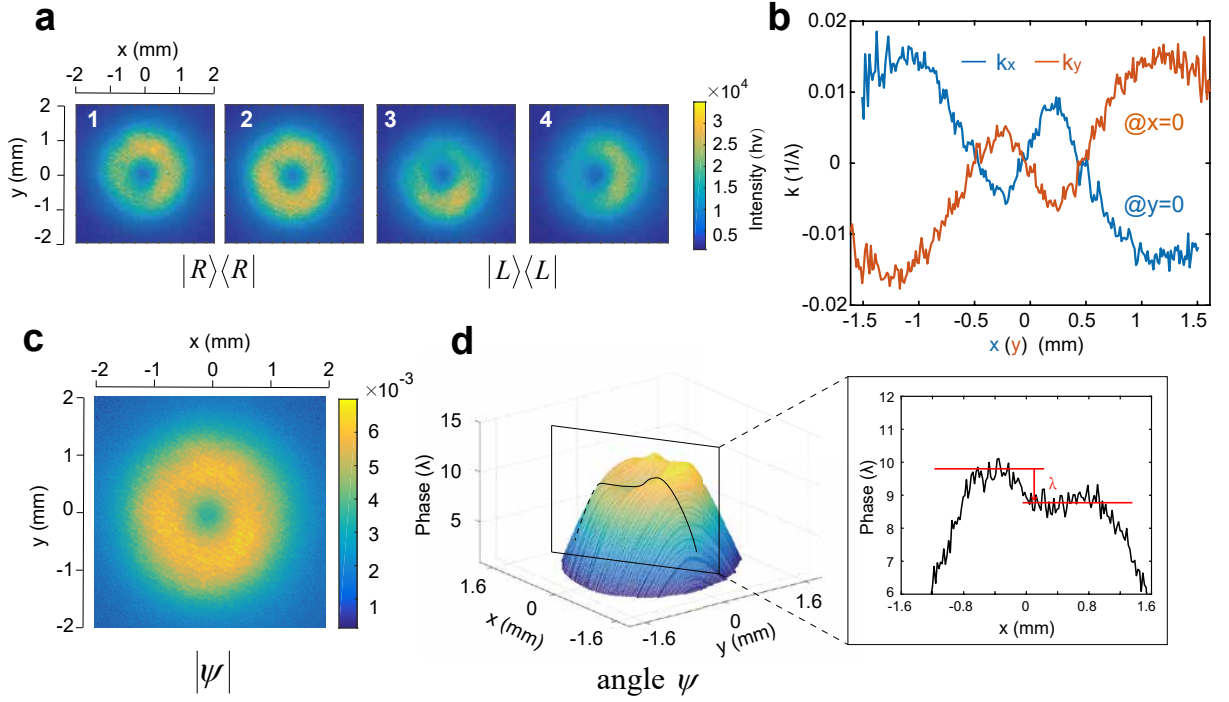 a
x (mm)
−2 −1 0 1 2
y (mm)
2
1
0
-1
-2
1 2 3 4
×10⁴
3
2.5
2
1.5
1
0.5
Intensity (hν)
|R⟩⟨R| |L⟩⟨L|
b
0.02
0.01
0
-0.01
-0.02
k (1/λ)
kx ky
@x=0
@y=0
-1.5 -1 -0.5 0 0.5 1 1.5
x (y) (mm)
c
x (mm)
-2 -1 0 1 2
y (mm)
2
1
0
-1
-2
×10⁻³
6
5
4
3
2
1
|ψ|
d
15
10
5
Phase (λ)
1.6 0 -1.6
x (mm)
-1.6 0 1.6
y (mm)
angle ψ
12
11
10
9
8
7
6
Phase (λ)
λ
-1.6 -0.8 0 0.8 1.6
x (mm)